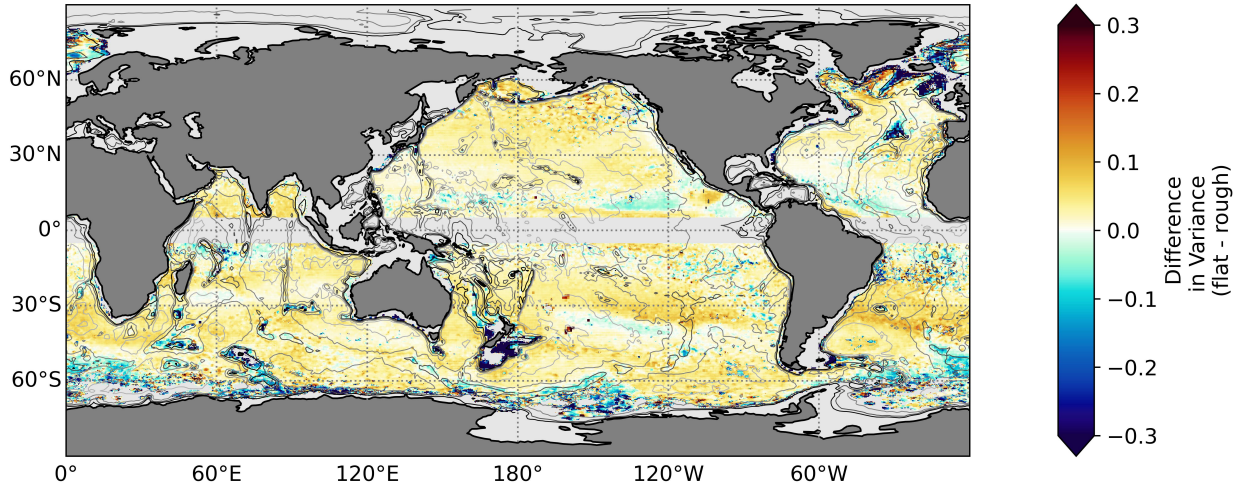 60°N
30°N
0°
30°S
60°S
0°
60°E
120°E
180°
120°W
60°W
0.3
0.2
0.1
0.0
−0.1
−0.2
−0.3
Difference
in Variance
(flat - rough)